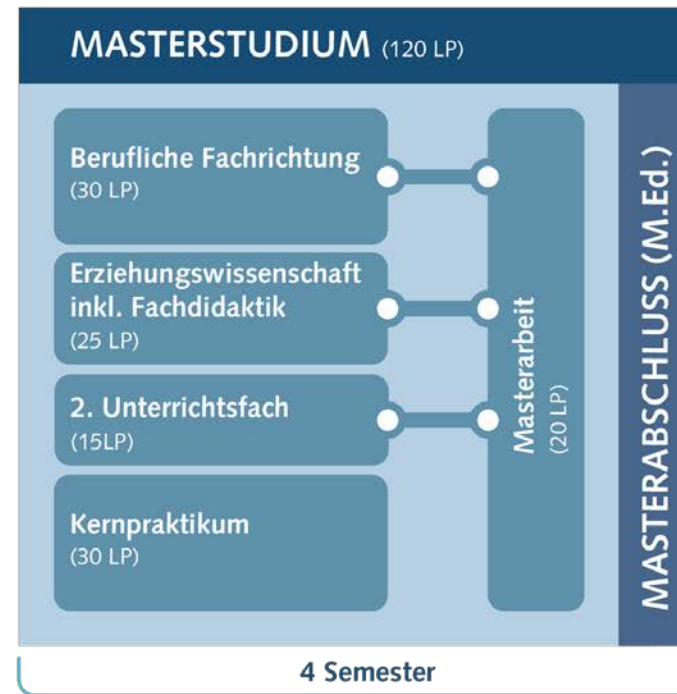 MASTERSTUDIUM (120 LP)
Berufliche Fachrichtung
(30 LP)
Erziehungswissenschaft
inkl. Fachdidaktik
(25 LP)
2. Unterrichtsfach
(15LP)
Kernpraktikum
(30 LP)
Masterarbeit
(20 LP)
MASTERABSCHLUSS (M.Ed.)
4 Semester